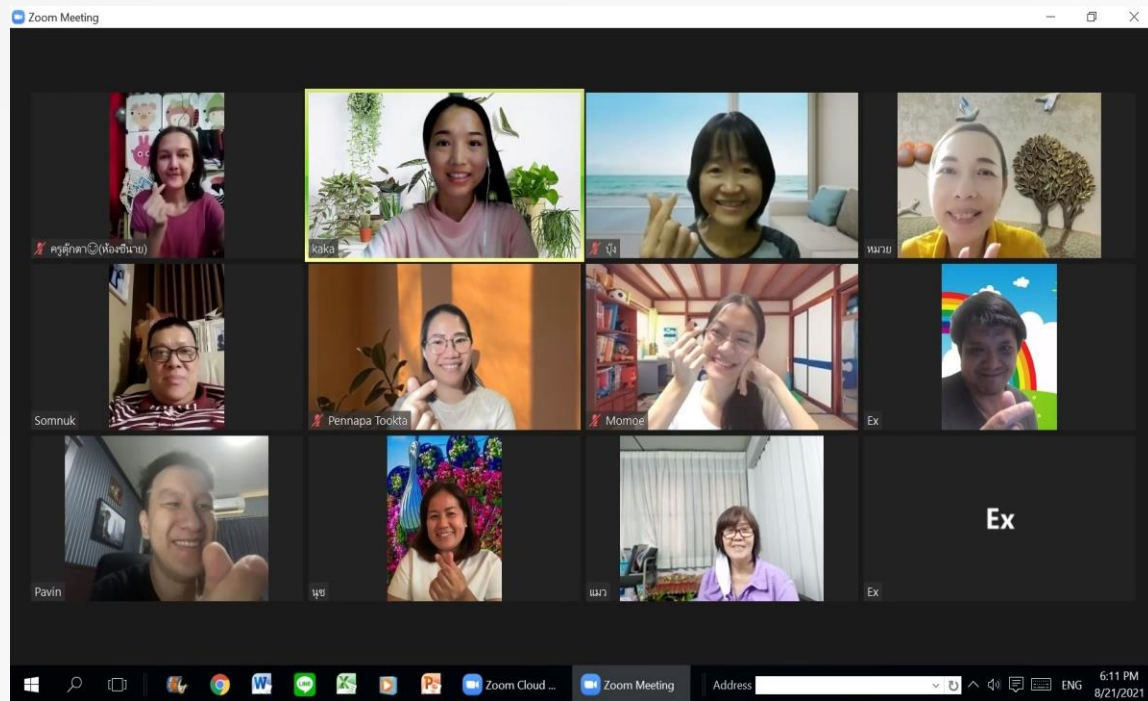 Zoom Meeting
ครูตุ๊กตา☺(ห้องซีนาย)
kaka
บุ๋ง
หมวย
Somnuk
Pennapa Tookta
Momoe
Ex
Pavin
นุช
แมว
Ex
Ex
Zoom Cloud ...
Zoom Meeting
Address
ENG
6:11 PM
8/21/2021